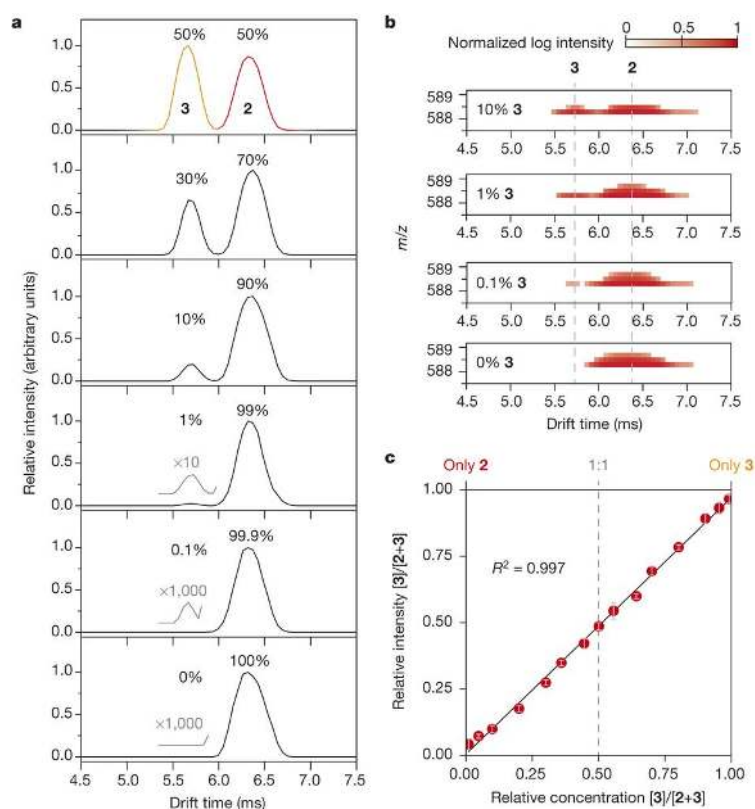 a
50% 50%
1.0
0.5
0.0
3 2
30% 70%
1.0
0.5
0.0
10% 90%
1.0
0.5
0.0
1% 99%
×10
1.0
0.5
0.0
0.1% 99.9%
×1,000
1.0
0.5
0.0
0% 100%
×1,000
1.0
0.5
0.0
4.5 5.0 5.5 6.0 6.5 7.0 7.5
Drift time (ms)
Relative intensity (arbitrary units)
b
0 0.5 1
Normalized log intensity
3 2
589
588
10% 3
4.5 5.0 5.5 6.0 6.5 7.0 7.5
589
588
1% 3
4.5 5.0 5.5 6.0 6.5 7.0 7.5
m/z
589
588
0.1% 3
4.5 5.0 5.5 6.0 6.5 7.0 7.5
589
588
0% 3
4.5 5.0 5.5 6.0 6.5 7.0 7.5
Drift time (ms)
c
Only 2 1:1 Only 3
1.00
0.75
0.50
0.25
0.00
R² = 0.997
Relative intensity [3]/[2+3]
0.00 0.25 0.50 0.75 1.00
Relative concentration [3]/[2+3]